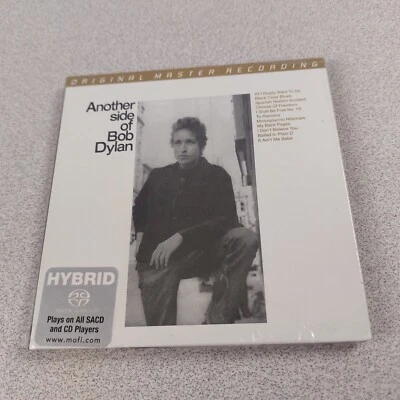 ORIGINAL MASTER RECORDING
Another
side
of
Bob
Dylan
All I Really Want To Do
Black Crow Blues
Spanish Harlem Incident
Chimes Of Freedom
I Shall Be Free No. 10
To Ramona
Motorpsycho Nitemare
My Back Pages
I Don't Believe You
Ballad In Plain D
It Ain't Me Babe
HYBRID
Plays on All SACD
and CD Players
www.mofi.com